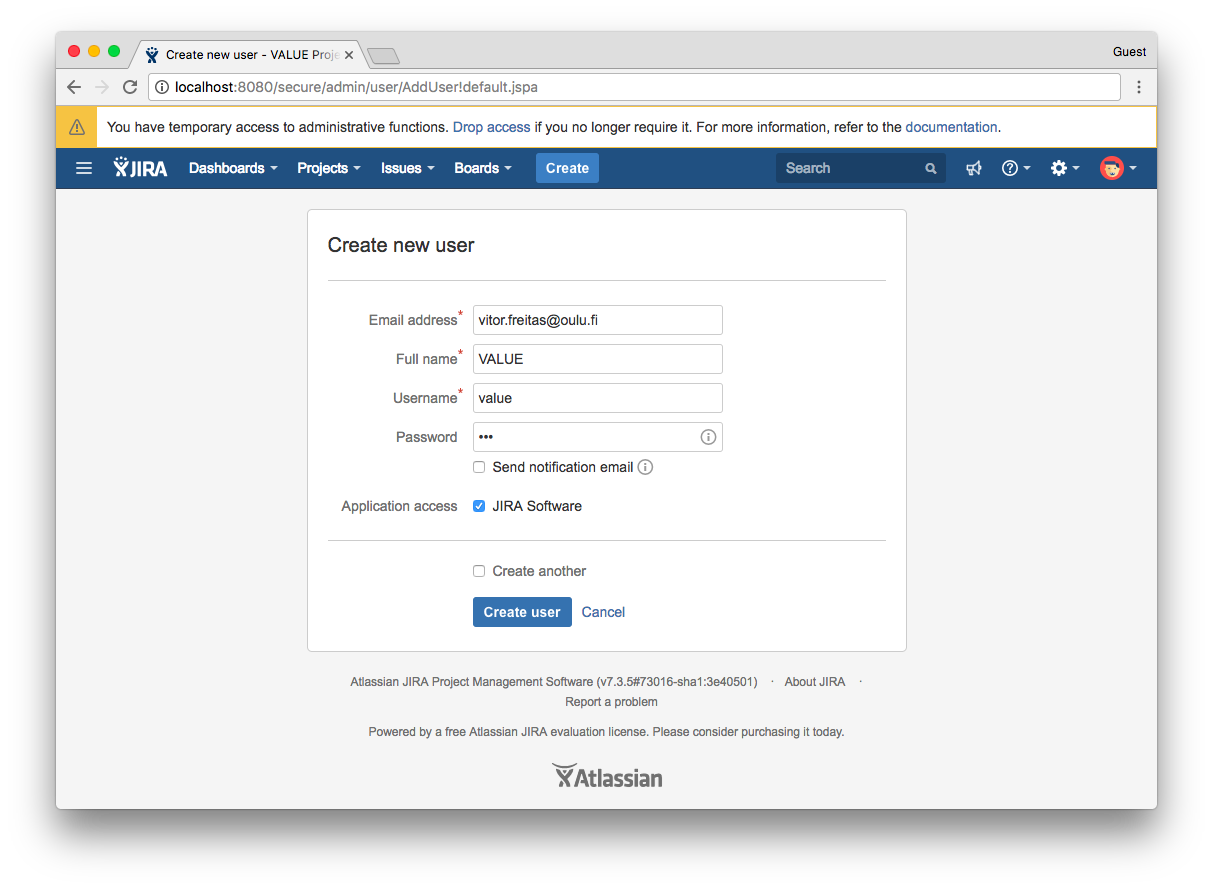 Create new user - VALUE Proje
Guest
localhost:8080/secure/admin/user/AddUser!default.jspa
You have temporary access to administrative functions. Drop access if you no longer require it. For more information, refer to the documentation.
JIRA Dashboards Projects Issues Boards Create Search
Create new user
Email address* vitor.freitas@oulu.fi
Full name* VALUE
Username* value
Password •••
Send notification email
Application access JIRA Software
Create another
Create user Cancel
Atlassian JIRA Project Management Software (v7.3.5#73016-sha1:3e40501) · About JIRA ·
Report a problem
Powered by a free Atlassian JIRA evaluation license. Please consider purchasing it today.
Atlassian